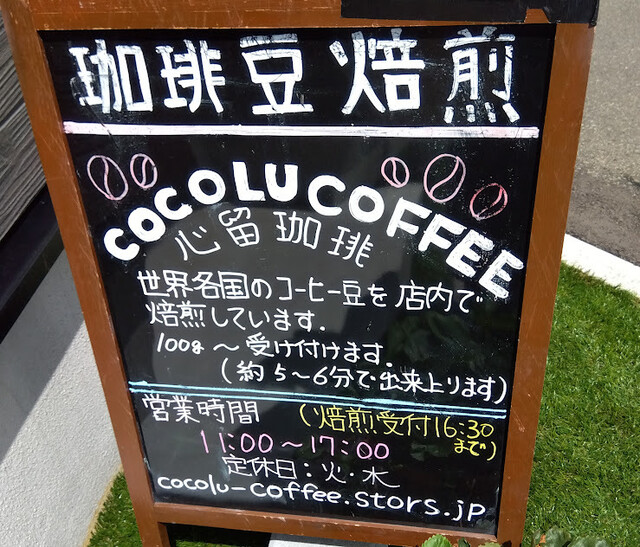 珈琲豆焙煎
COCOLU COFFEE
心留珈琲
世界各国のコーヒー豆を店内で
焙煎しています.
100g～受け付けます.
(約5～6分で出来上ります)
営業時間 (焙煎受付16:30まで)
11:00～17:00
定休日:火・水
cocolu-coffee.stors.jp